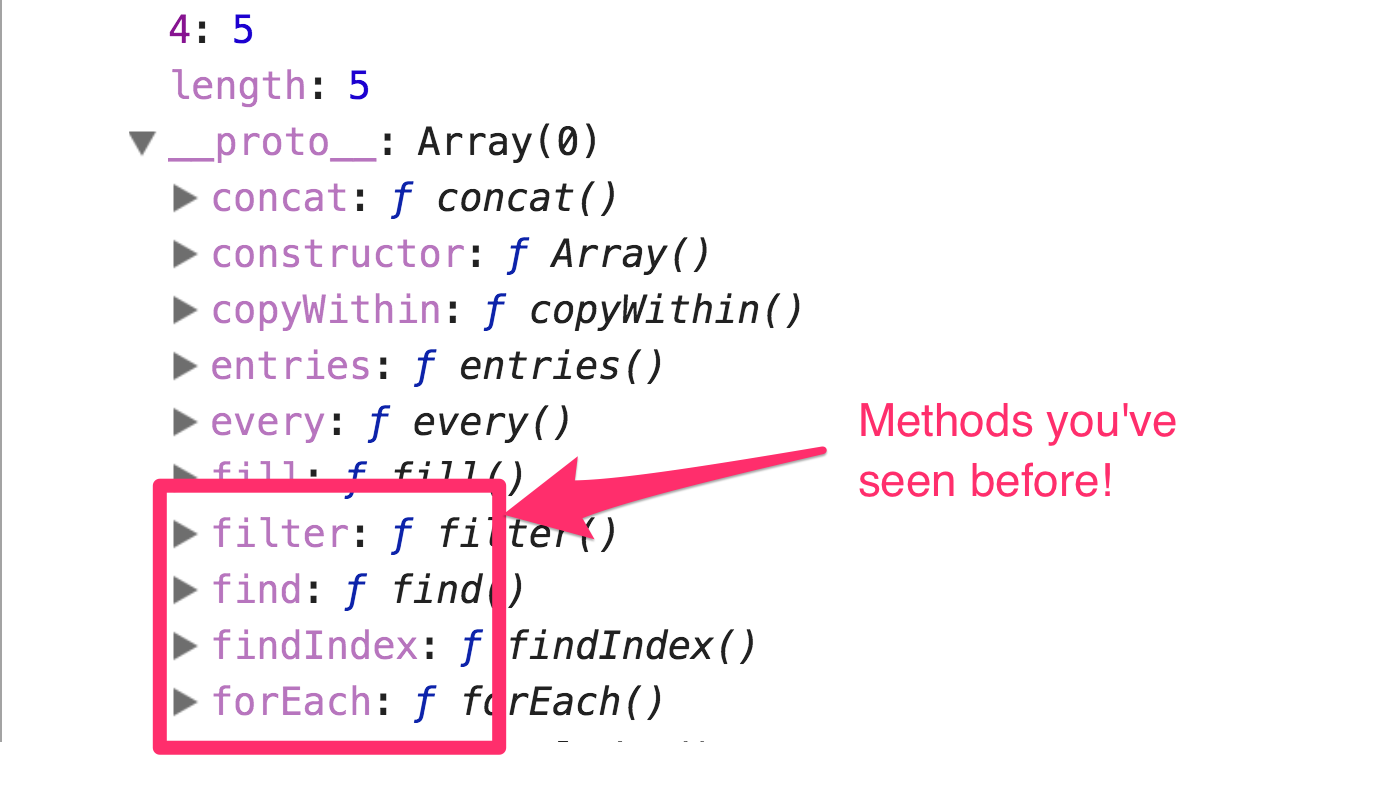 4: 5
length: 5
▼ __proto__: Array(0)
▶ concat: ƒ concat()
▶ constructor: ƒ Array()
▶ copyWithin: ƒ copyWithin()
▶ entries: ƒ entries()
▶ every: ƒ every()
▶ fill: ƒ fill()
▶ filter: ƒ filter()
▶ find: ƒ find()
▶ findIndex: ƒ findIndex()
▶ forEach: ƒ forEach()
Methods you've
seen before!